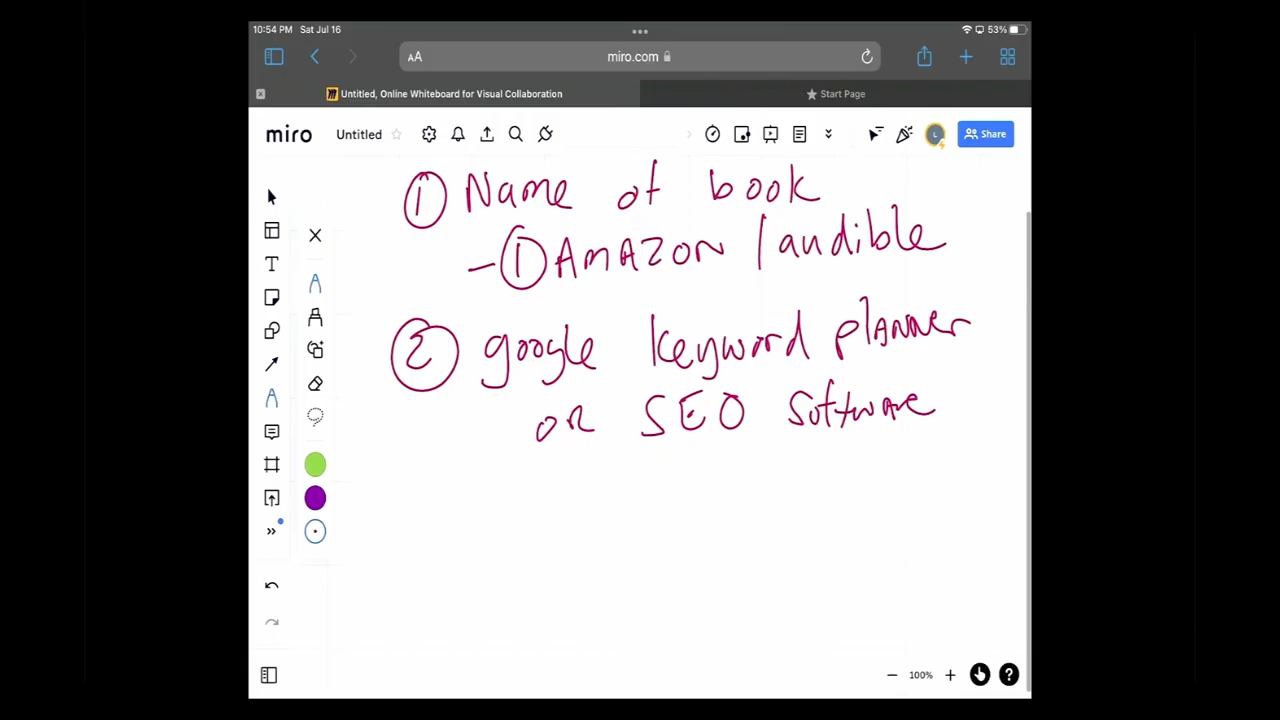 10:54 PM Sat Jul 16
53%
AA
miro.com
Untitled, Online Whiteboard for Visual Collaboration
Start Page
miro
Untitled
L
Share
① Name of book
- ① AMAZON / audible
② google keyword planner
OR SEO Software
100%